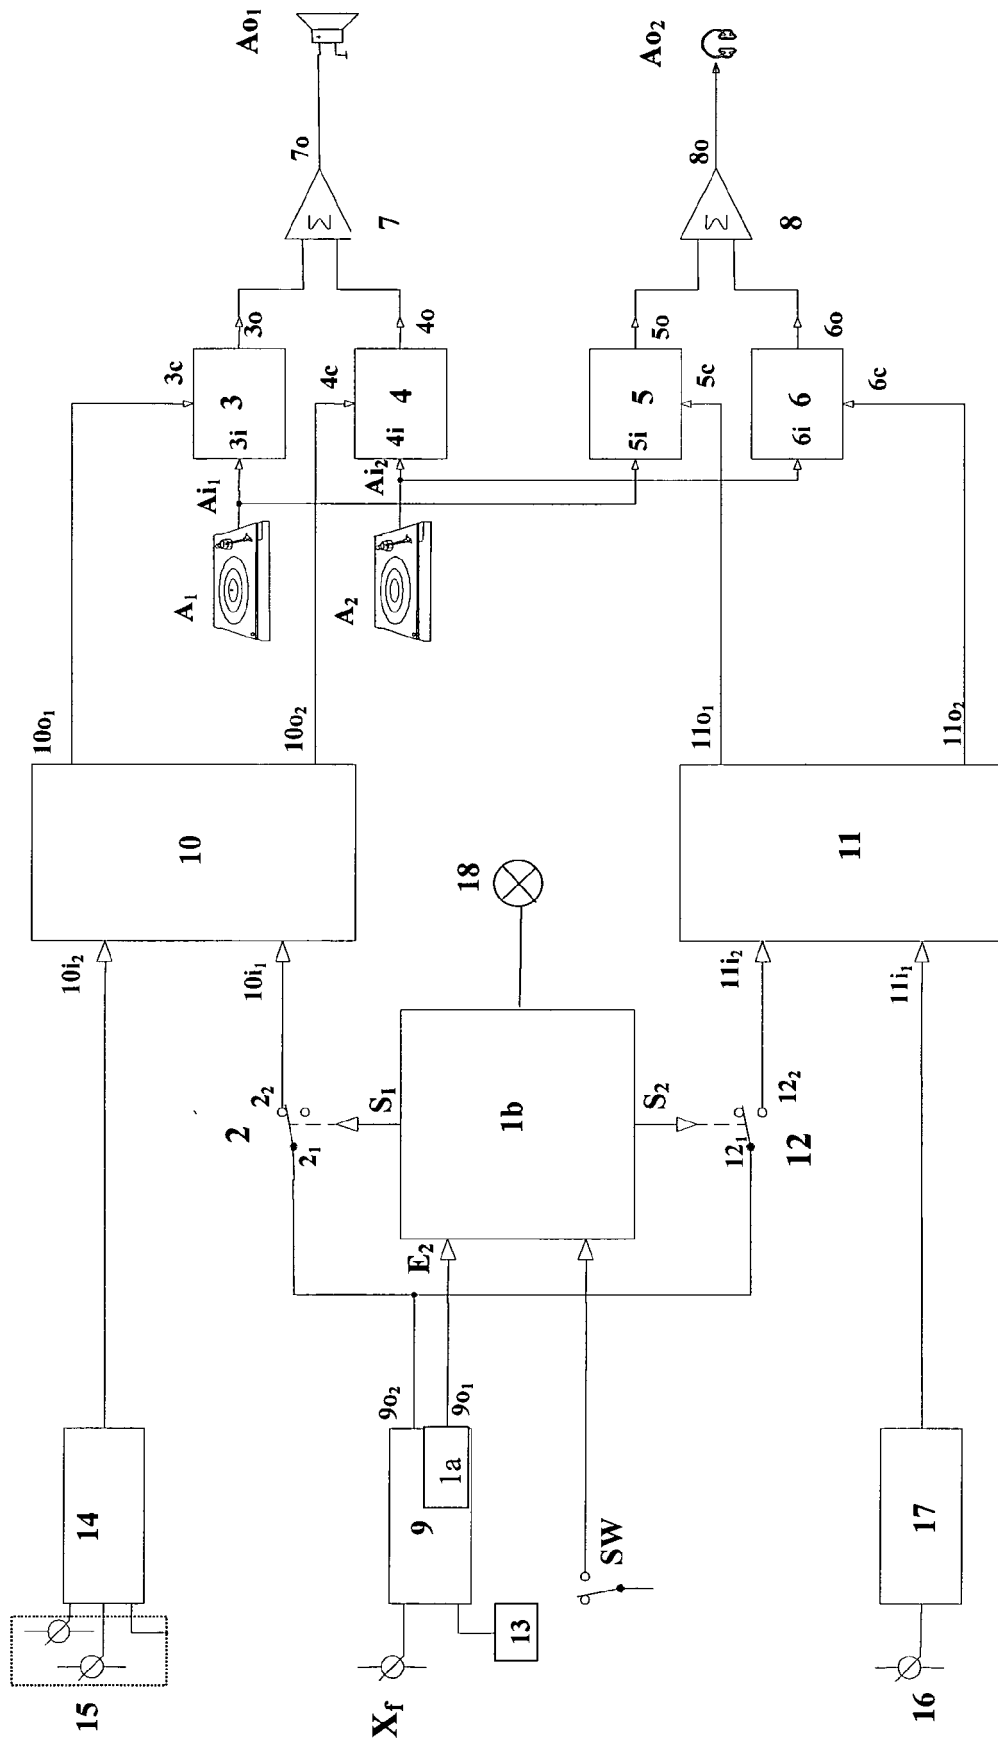 15
14
10i₂
10
10o₁
3c
Ao₁
7o
7
3
3i
3o
Ai₁
A₁
10i₁
10o₂
4c
4
4i
4o
Ai₂
A₂
2
2₂
2₁
S₁
18
Xf
9
1a
9o₂
9o₁
13
E₂
1b
SW
S₂
12₁
12₂
12
11i₂
11
11o₁
5c
5
5i
5o
Ao₂
8o
8
6
6i
6o
6c
16
17
11i₁
11o₂
Σ
Σ